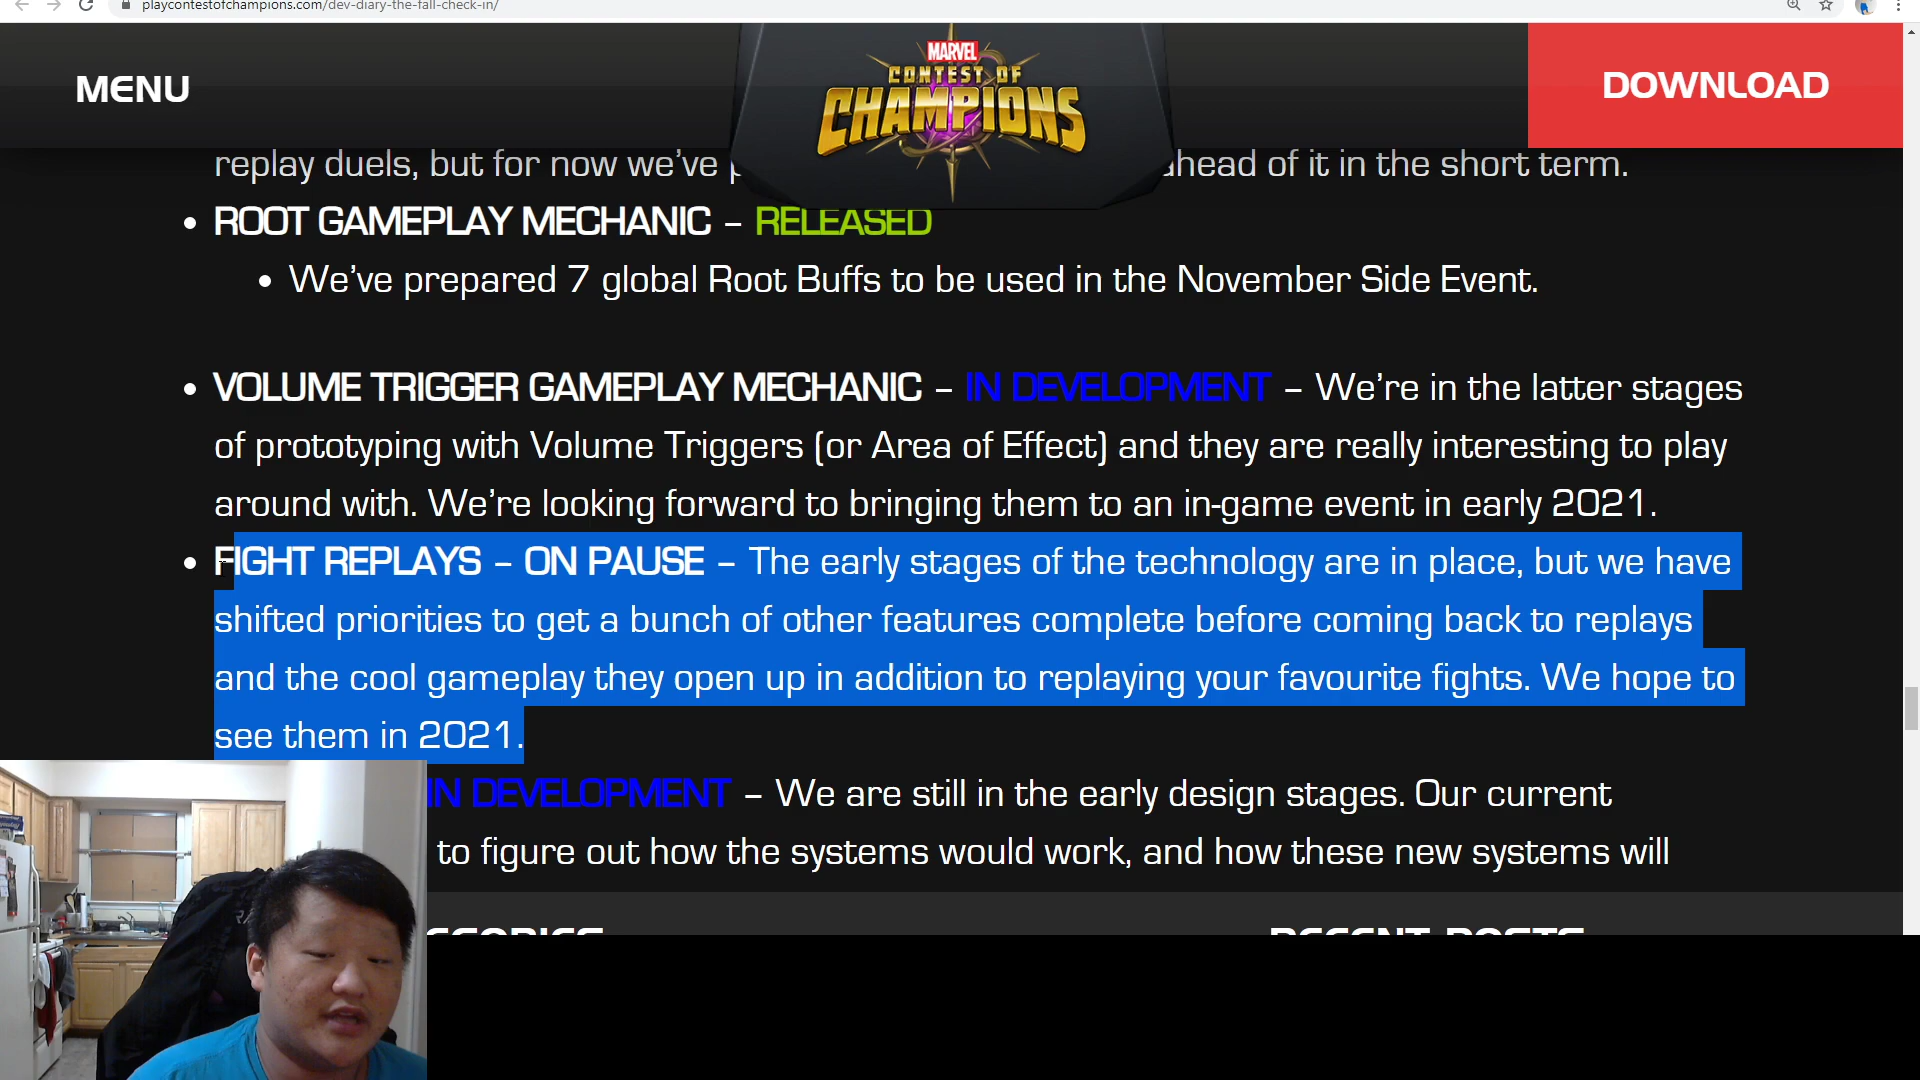 playcontestofchampions.com/dev-diary-the-fall-check-in/
MENU
MARVEL
CONTEST OF
CHAMPIONS
DOWNLOAD
replay duels, but for now we've ahead of it in the short term.
• ROOT GAMEPLAY MECHANIC – RELEASED
• We've prepared 7 global Root Buffs to be used in the November Side Event.
• VOLUME TRIGGER GAMEPLAY MECHANIC – IN DEVELOPMENT – We're in the latter stages
of prototyping with Volume Triggers (or Area of Effect) and they are really interesting to play
around with. We're looking forward to bringing them to an in-game event in early 2021.
• FIGHT REPLAYS – ON PAUSE – The early stages of the technology are in place, but we have
shifted priorities to get a bunch of other features complete before coming back to replays
and the cool gameplay they open up in addition to replaying your favourite fights. We hope to
see them in 2021.
IN DEVELOPMENT – We are still in the early design stages. Our current
to figure out how the systems would work, and how these new systems will
RECENT POSTS